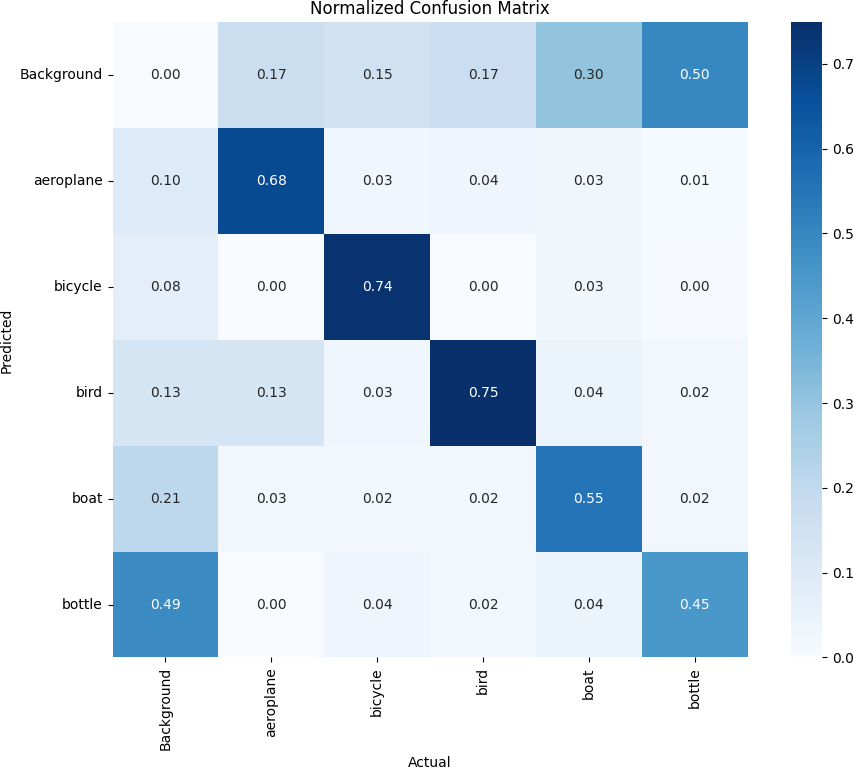 Normalized Confusion Matrix
Background 0.00 0.17 0.15 0.17 0.30 0.50
aeroplane 0.10 0.68 0.03 0.04 0.03 0.01
bicycle 0.08 0.00 0.74 0.00 0.03 0.00
bird 0.13 0.13 0.03 0.75 0.04 0.02
boat 0.21 0.03 0.02 0.02 0.55 0.02
bottle 0.49 0.00 0.04 0.02 0.04 0.45
Predicted
Background aeroplane bicycle bird boat bottle
Actual
0.7
0.6
0.5
0.4
0.3
0.2
0.1
0.0